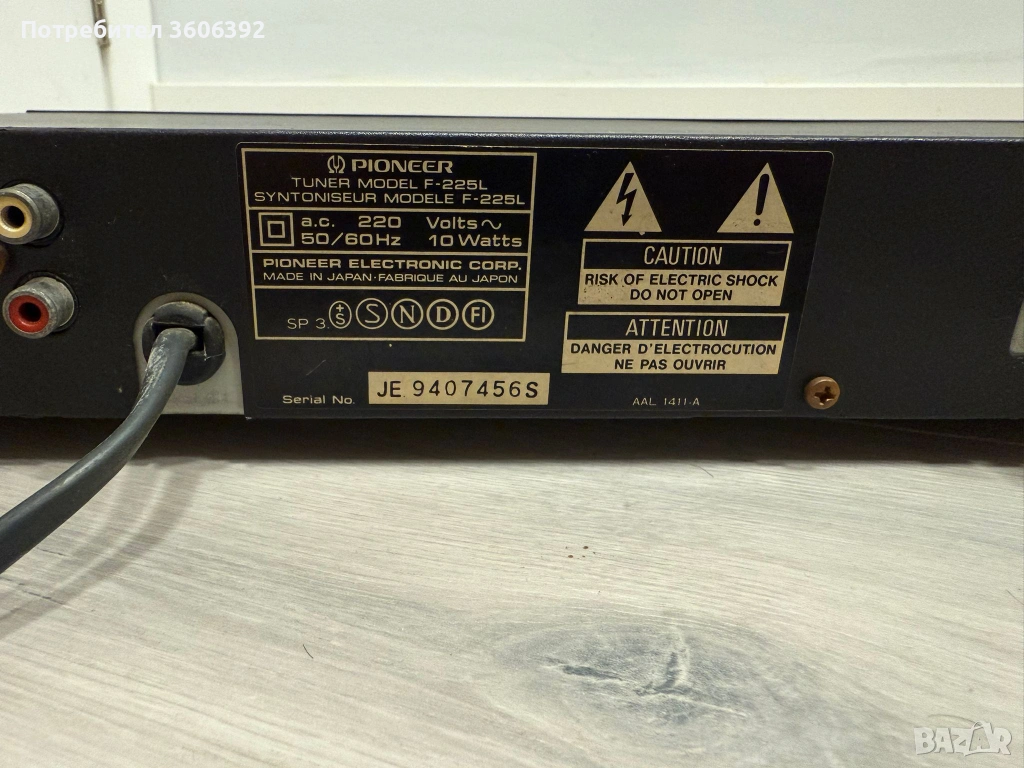 Потребител 3606392
PIONEER
TUNER MODEL F-225L
SYNTONISEUR MODELE F-225L
a.c. 220 Volts ~
50/60Hz 10 Watts
PIONEER ELECTRONIC CORP.
MADE IN JAPAN·FABRIQUE AU JAPON
SP 3. +S S N D FI
Serial No. JE 9407456S
CAUTION
RISK OF ELECTRIC SHOCK
DO NOT OPEN
ATTENTION
DANGER D'ELECTROCUTION
NE PAS OUVRIR
AAL 1411-A
BAZAR